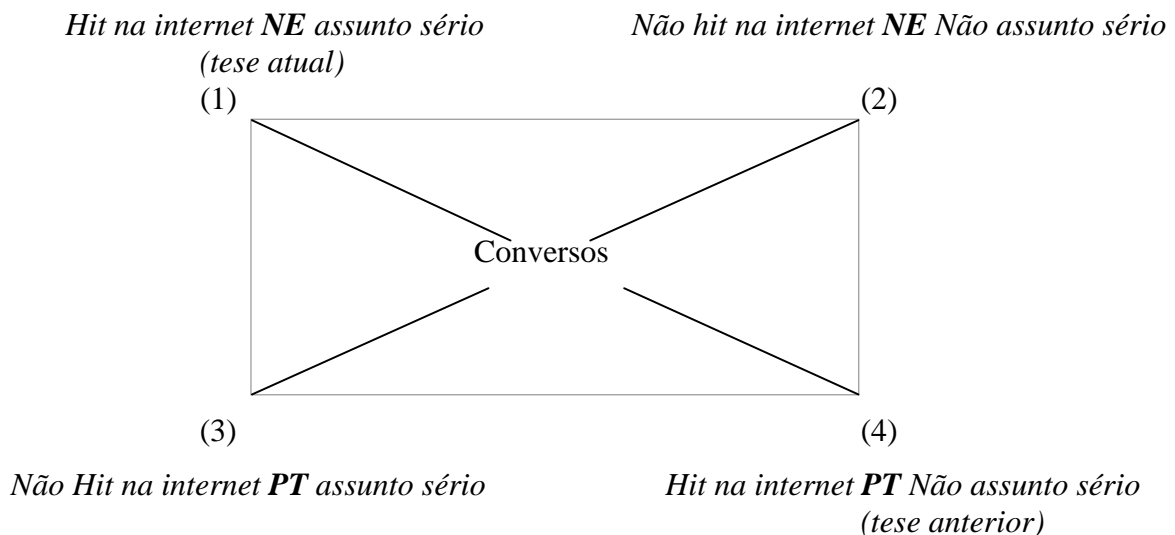 Hit na internet NE assunto sério
(tese atual)
(1)
Não hit na internet NE Não assunto sério
(2)
Conversos
(3)
Não Hit na internet PT assunto sério
(4)
Hit na internet PT Não assunto sério
(tese anterior)